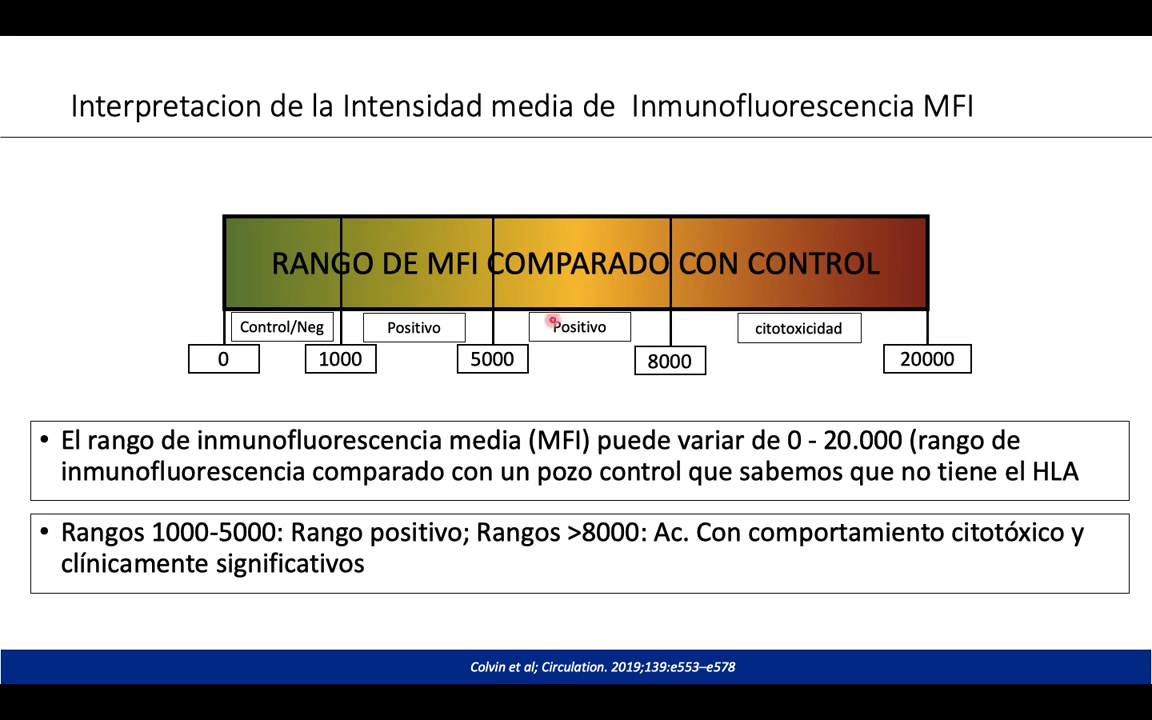 Interpretacion de la Intensidad media de Inmunofluorescencia MFI
RANGO DE MFI COMPARADO CON CONTROL
Control/Neg
Positivo
Positivo
citotoxicidad
0
1000
5000
8000
20000
• El rango de inmunofluorescencia media (MFI) puede variar de 0 - 20.000 (rango de
inmunofluorescencia comparado con un pozo control que sabemos que no tiene el HLA
• Rangos 1000-5000: Rango positivo; Rangos >8000: Ac. Con comportamiento citotóxico y
clínicamente significativos
Colvin et al; Circulation. 2019;139:e553–e578